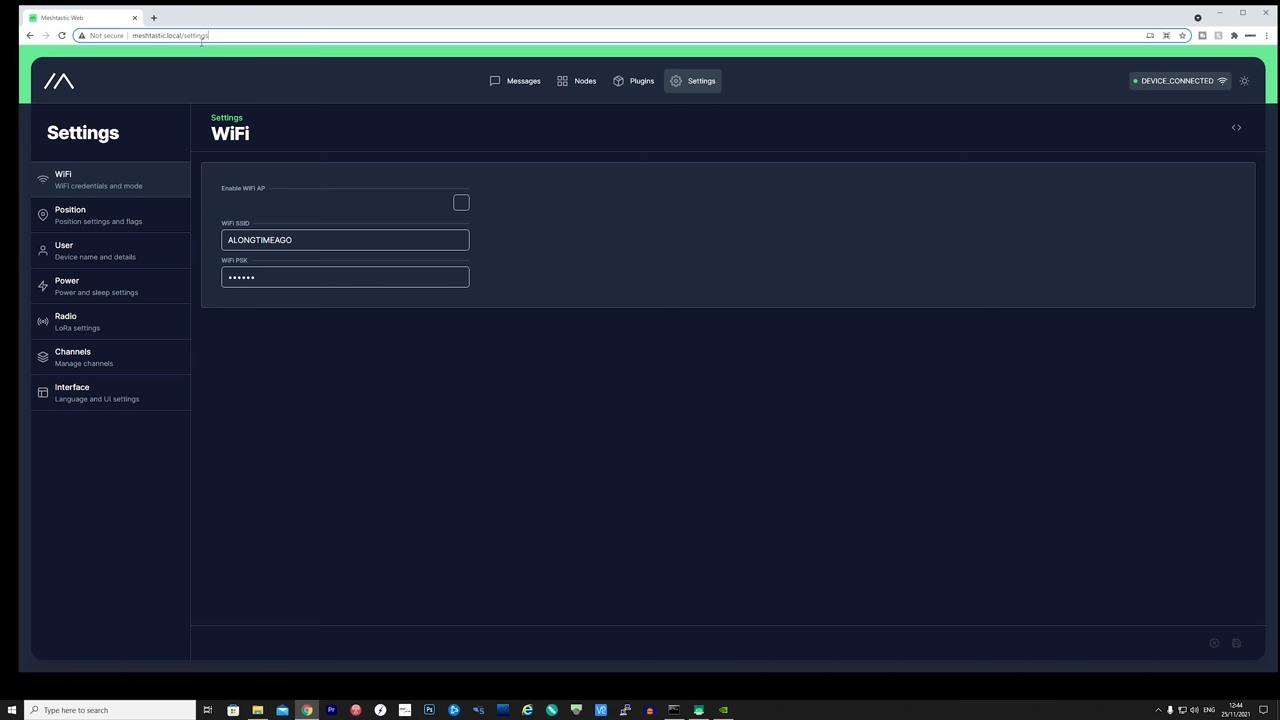 Meshtastic Web
Not secure
meshtastic.local/settings
Messages
Nodes
Plugins
Settings
DEVICE_CONNECTED
Settings
Settings
WiFi
WiFi
WiFi credentials and mode
Position
Position settings and flags
User
Device name and details
Power
Power and sleep settings
Radio
LoRa settings
Channels
Manage channels
Interface
Language and UI settings
Enable WiFi AP
WiFi SSID
ALONGTIMEAGO
WiFi PSK
••••••
Type here to search
ENG
12:44
25/11/2021